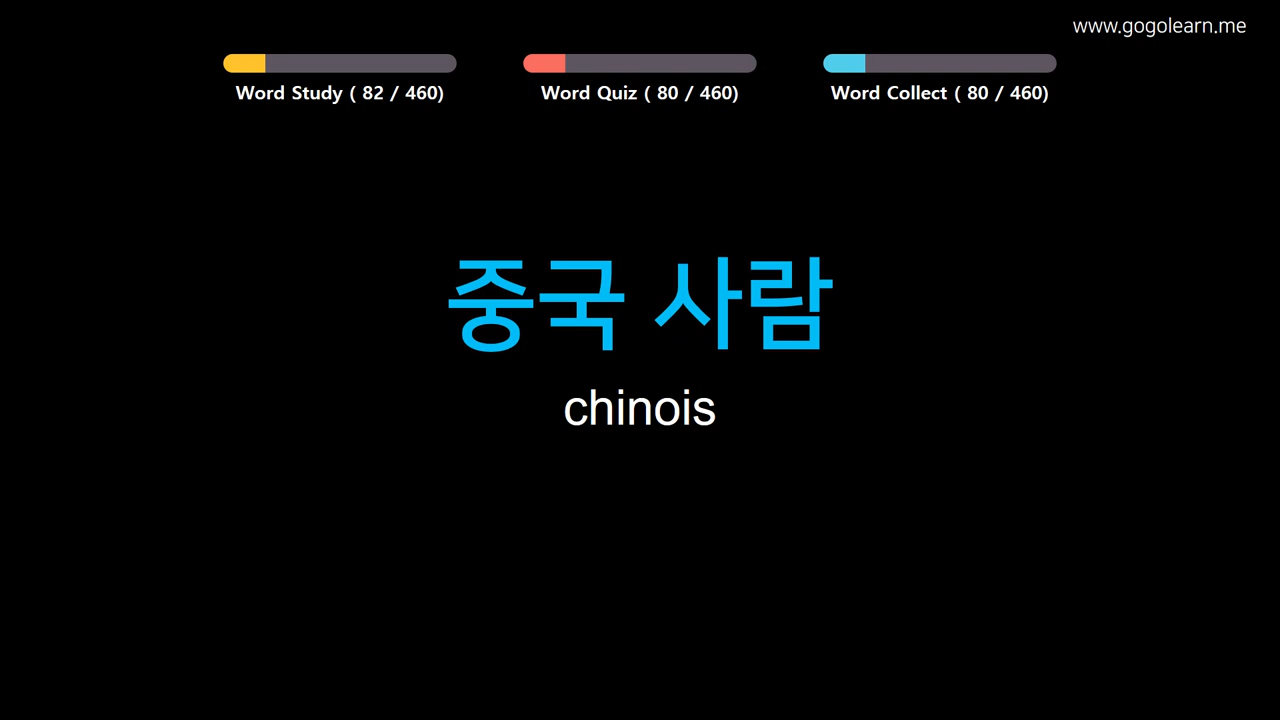 www.gogolearn.me
Word Study ( 82 / 460)
Word Quiz ( 80 / 460)
Word Collect ( 80 / 460)
중국 사람
chinois